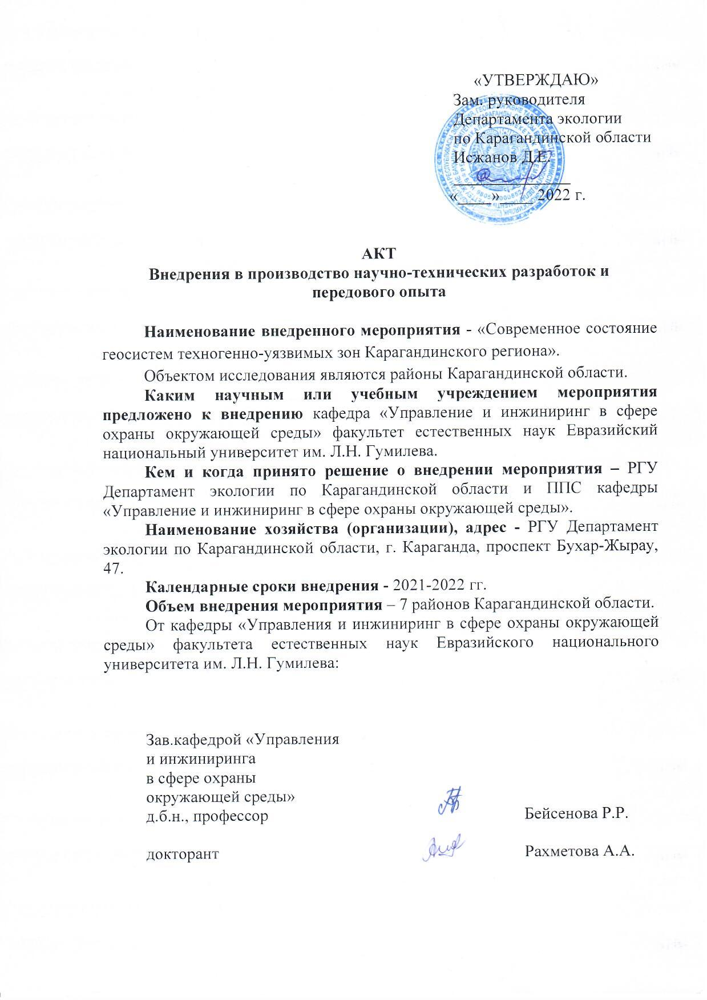 «УТВЕРЖДАЮ»
Зам. руководителя
Департамента экологии
по Карагандинской области
Исжанов Д.Е.
«____»____ 2022 г.
АКТ
Внедрения в производство научно-технических разработок и
передового опыта
Наименование внедренного мероприятия - «Современное состояние
геосистем техногенно-уязвимых зон Карагандинского региона».
Объектом исследования являются районы Карагандинской области.
Каким научным или учебным учреждением мероприятия
предложено к внедрению кафедра «Управление и инжиниринг в сфере
охраны окружающей среды» факультет естественных наук Евразийский
национальный университет им. Л.Н. Гумилева.
Кем и когда принято решение о внедрении мероприятия – РГУ
Департамент экологии по Карагандинской области и ППС кафедры
«Управление и инжиниринг в сфере охраны окружающей среды».
Наименование хозяйства (организации), адрес - РГУ Департамент
экологии по Карагандинской области, г. Караганда, проспект Бухар-Жырау,
47.
Календарные сроки внедрения - 2021-2022 гг.
Объем внедрения мероприятия – 7 районов Карагандинской области.
От кафедры «Управления и инжиниринг в сфере охраны окружающей
среды» факультета естественных наук Евразийского национального
университета им. Л.Н. Гумилева:
Зав.кафедрой «Управления
и инжиниринга
в сфере охраны
окружающей среды»
д.б.н., профессор Бейсенова Р.Р.
докторант Рахметова А.А.